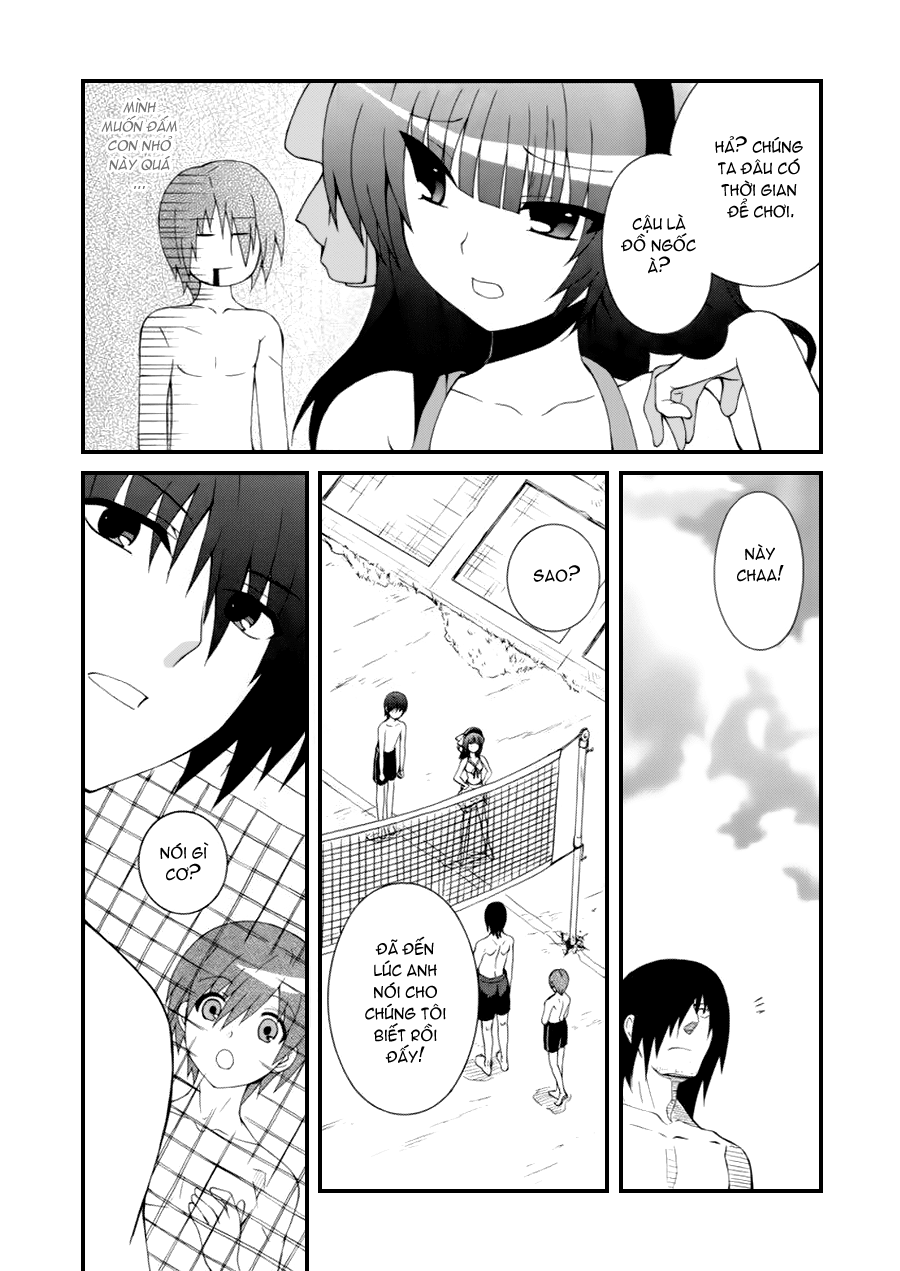 HẢ? CHÚNG
TA ĐÂU CÓ
THỜI GIAN
ĐỂ CHƠI.
CẬU LÀ
ĐỒ NGỐC
À?
MÌNH
MUỐN ĐẤM
CON NHỎ
NÀY QUÁ
...
NÀY
CHAA!
SAO?
ĐÃ ĐẾN
LÚC ANH
NÓI CHO
CHÚNG TÔI
BIẾT RỒI
ĐẤY!
NÓI GÌ
CƠ?